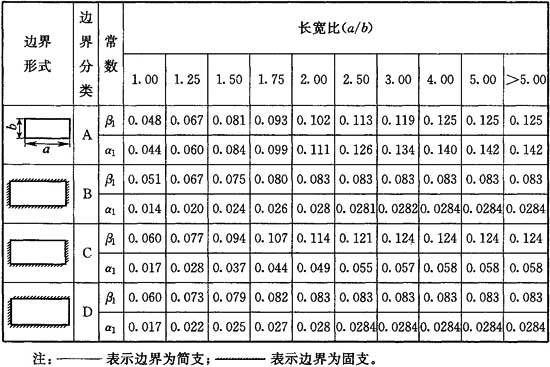 边界形式 边界分类 常数 长宽比(a/b)
1.00 1.25 1.50 1.75 2.00 2.50 3.00 4.00 5.00 >5.00
b a A β₁ 0.048 0.067 0.081 0.093 0.102 0.113 0.119 0.125 0.125 0.125
α₁ 0.044 0.060 0.084 0.099 0.111 0.126 0.134 0.140 0.142 0.142
B β₁ 0.051 0.067 0.075 0.080 0.083 0.083 0.083 0.083 0.083 0.083
α₁ 0.014 0.020 0.024 0.026 0.028 0.0281 0.0282 0.0284 0.0284 0.0284
C β₁ 0.060 0.077 0.094 0.107 0.114 0.121 0.124 0.124 0.124 0.124
α₁ 0.017 0.028 0.037 0.044 0.049 0.055 0.057 0.058 0.058 0.058
D β₁ 0.060 0.073 0.079 0.082 0.083 0.083 0.083 0.083 0.083 0.083
α₁ 0.017 0.022 0.025 0.027 0.028 0.0284 0.0284 0.0284 0.0284 0.0284
注：——表示边界为简支；——表示边界为固支。